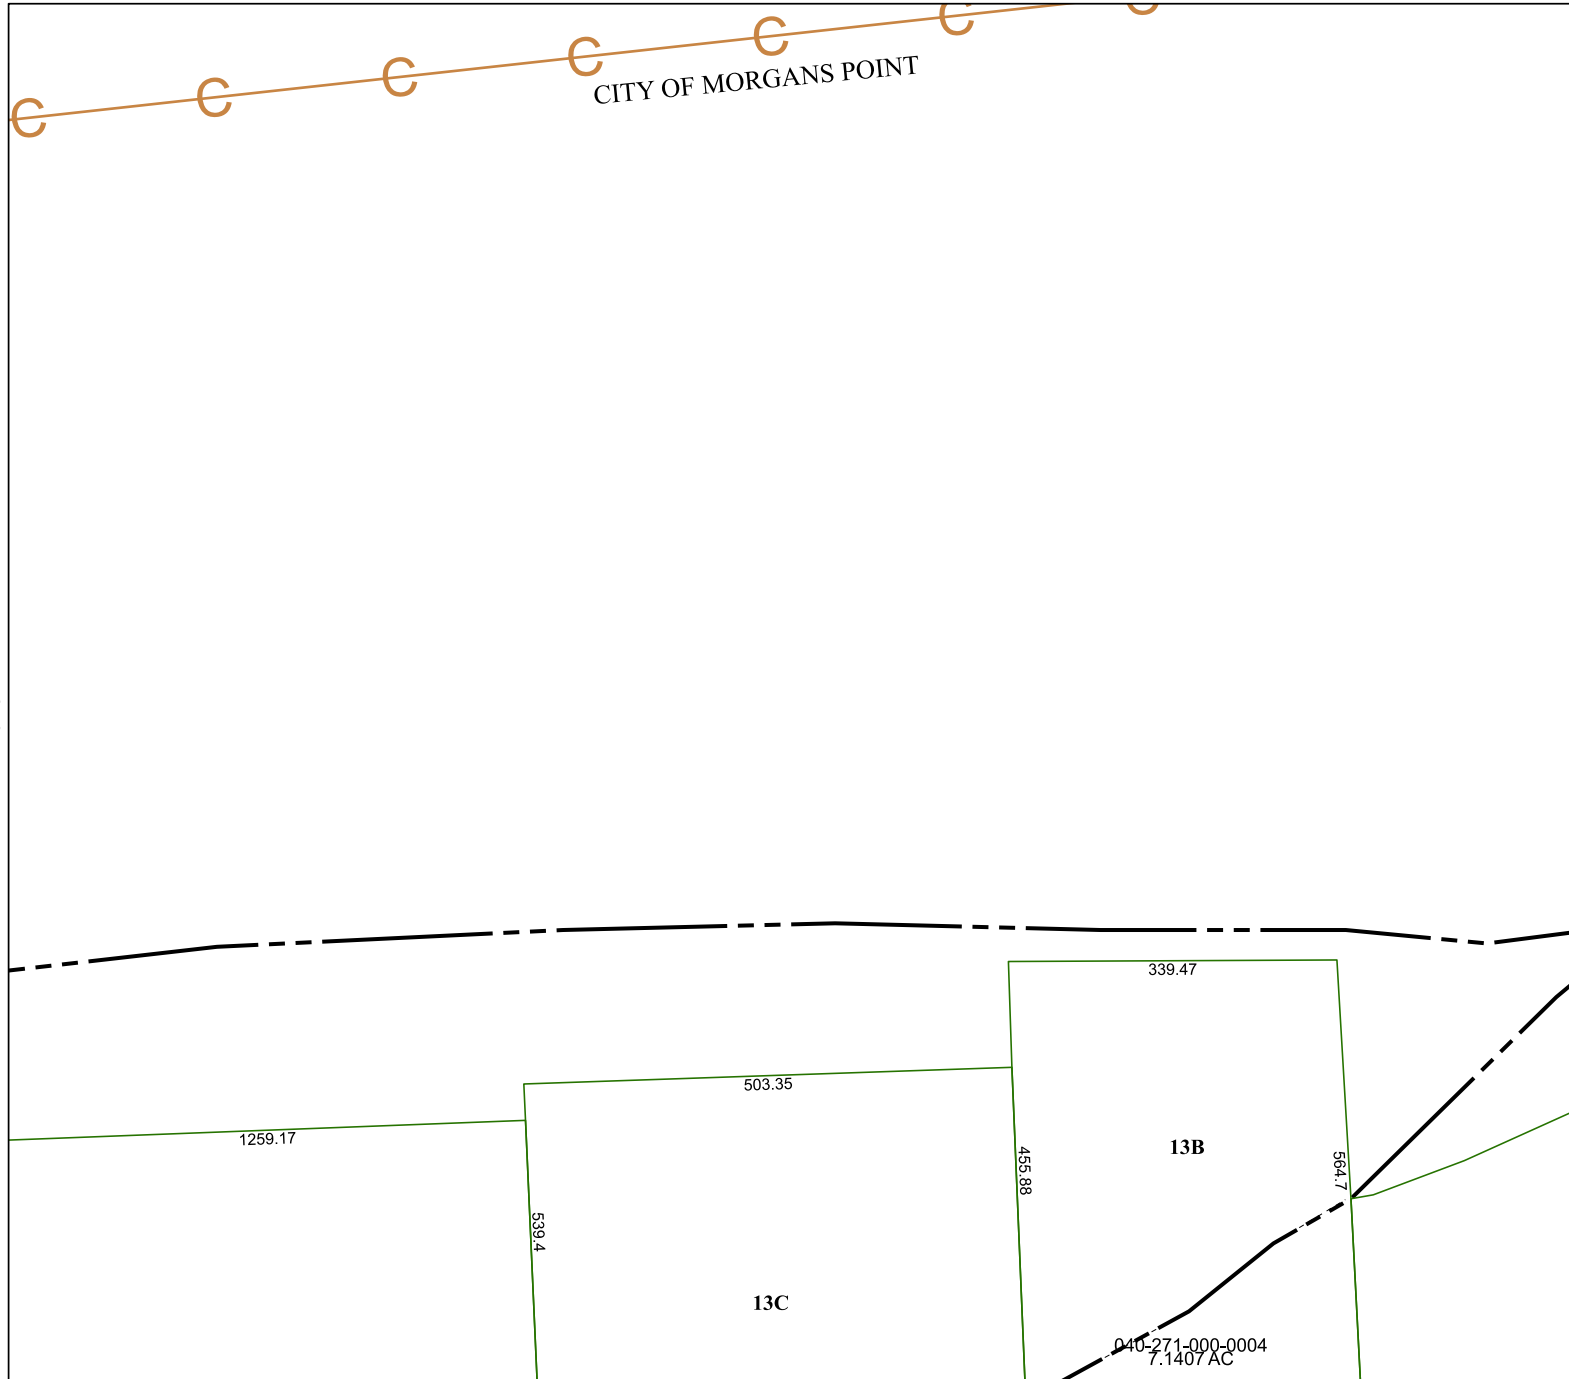 C C C C C C C
CITY OF MORGANS POINT
339.47
503.35
1259.17
13B
455.88
564.7
539.4
13C
040-271-000-0004
7.1407 AC